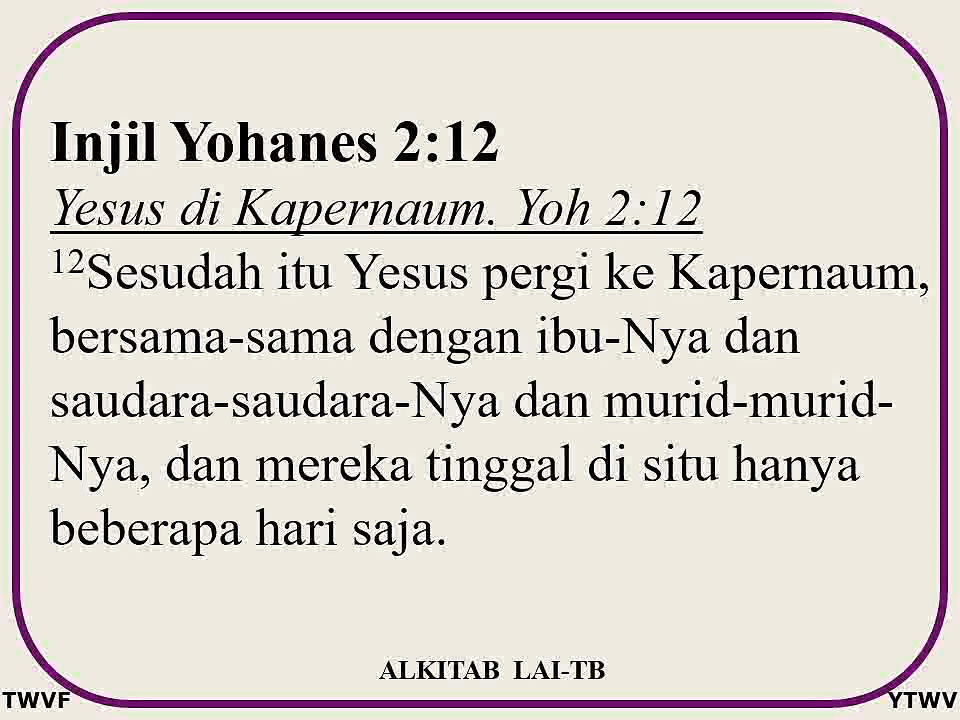 Injil Yohanes 2:12
Yesus di Kapernaum. Yoh 2:12
12Sesudah itu Yesus pergi ke Kapernaum,
bersama-sama dengan ibu-Nya dan
saudara-saudara-Nya dan murid-murid-
Nya, dan mereka tinggal di situ hanya
beberapa hari saja.
ALKITAB LAI-TB
TWVF
YTWV